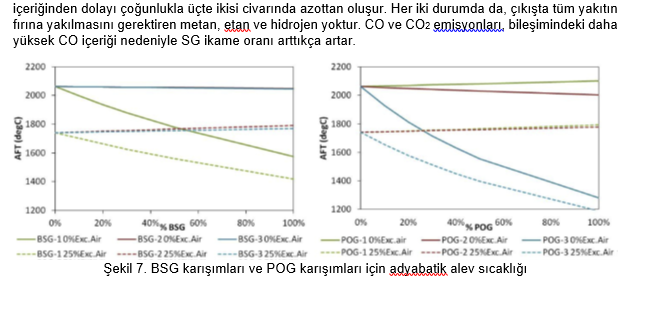 içeriğinden dolayı çoğunlukla üçte ikisi civarında azottan oluşur. Her iki durumda da, çıkışta tüm yakıtın
fırına yakılmasını gerektiren metan, etan ve hidrojen yoktur. CO ve CO2 emisyonları, bileşimindeki daha
yüksek CO içeriği nedeniyle SG ikame oranı arttıkça artar.
2200
2000
1800
1600
1400
1200
AFT (degC)
0% 20% 40% 60% 80% 100%
% BSG
BSG-1 0%Exc.Air BSG-2 0%Exc.Air BSG-3 0%Exc.Air
BSG-1 25%Exc.Air BSG-2 25%Exc.Air BSG-3 25%Exc.Air
2200
2000
1800
1600
1400
1200
AFT (degC)
0% 20% 40% 60% 80% 100%
% POG
POG-1 0%Exc.air POG-2 0%Exc.Air POG-3 0%Exc.Air
POG-1 25%Exc.Air POG-2 25%Exc.Air POG-3 25%Exc.Air
Şekil 7. BSG karışımları ve POG karışımları için adyabatik alev sıcaklığı